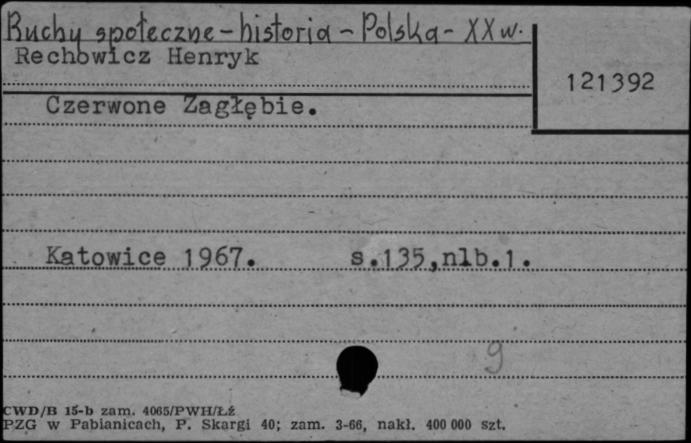 Ruchy społeczne - historia - Polska - XX w.
Rechowicz Henryk
121392
Czerwone Zagłębie.
Katowice 1967. s.135,nlb.1.
9
CWD/B 15-b zam. 4065/PWH/Łź
PZG w Pabianicach, P. Skargi 40; zam. 3-66, nakł. 400 000 szt.